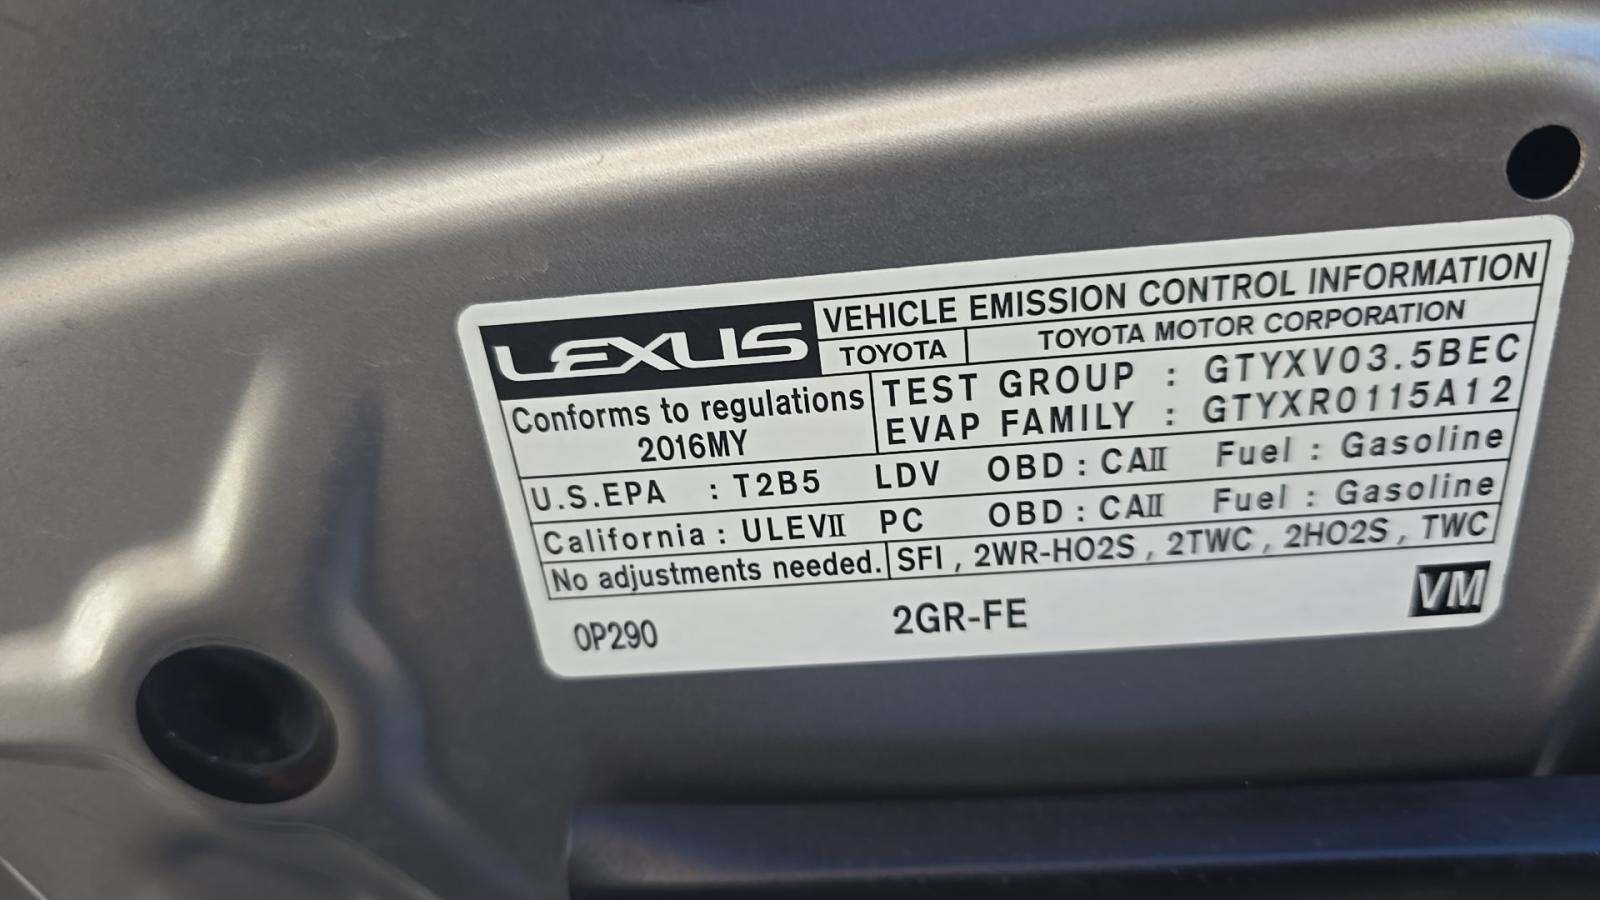 LEXUS
VEHICLE EMISSION CONTROL INFORMATION
TOYOTA TOYOTA MOTOR CORPORATION
Conforms to regulations
2016MY
TEST GROUP : GTYXV03.5BEC
EVAP FAMILY : GTYXR0115A12
U.S.EPA : T2B5 LDV OBD : CAII Fuel : Gasoline
California : ULEVII PC OBD : CAII Fuel : Gasoline
No adjustments needed. SFI , 2WR-HO2S , 2TWC , 2HO2S , TWC
0P290 2GR-FE VM